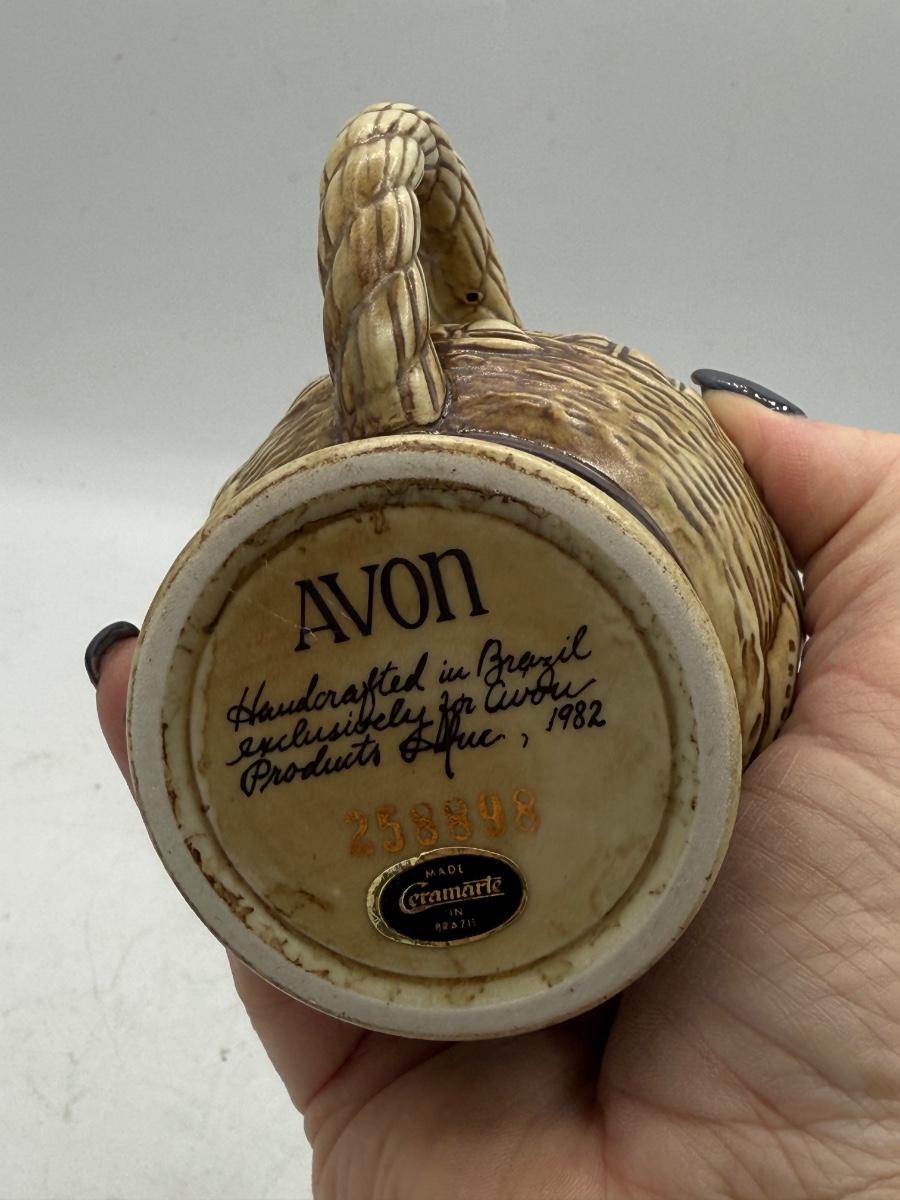 AVON
Handcrafted in Brazil
exclusively for Avon
Products Inc., 1982
258898
MADE
Ceramarte
IN
BRAZIL